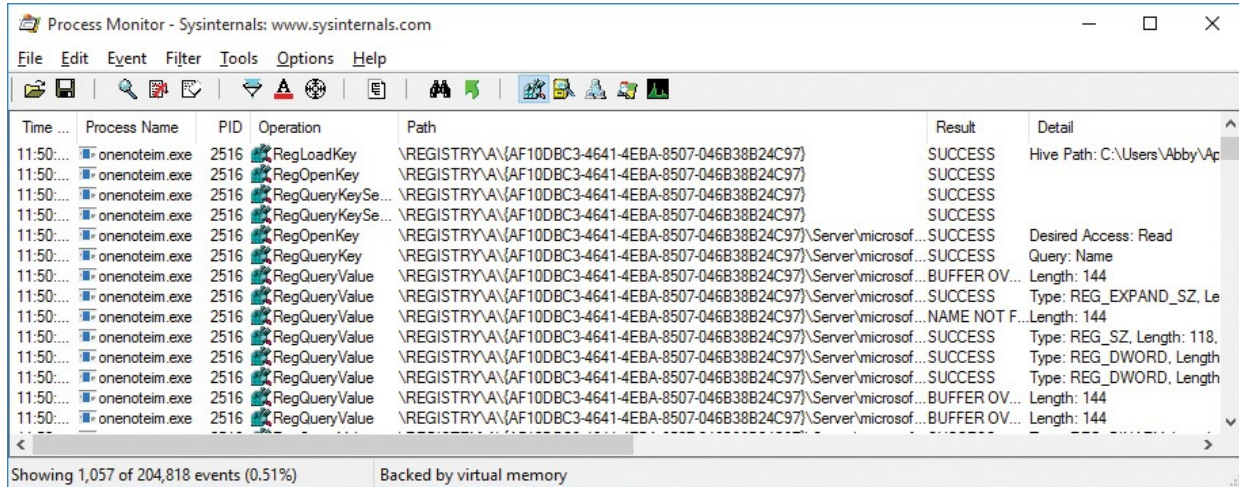 Process Monitor - Sysinternals: www.sysinternals.com
File Edit Event Filter Tools Options Help
Time ... Process Name PID Operation Path Result Detail
11:50:... onenoteim.exe 2516 RegLoadKey \REGISTRY\A\{AF10DBC3-4641-4EBA-8507-046B38B24C97} SUCCESS Hive Path: C:\Users\Abby\Ap
11:50:... onenoteim.exe 2516 RegOpenKey \REGISTRY\A\{AF10DBC3-4641-4EBA-8507-046B38B24C97} SUCCESS
11:50:... onenoteim.exe 2516 RegQueryKeySe... \REGISTRY\A\{AF10DBC3-4641-4EBA-8507-046B38B24C97} SUCCESS
11:50:... onenoteim.exe 2516 RegQueryKeySe... \REGISTRY\A\{AF10DBC3-4641-4EBA-8507-046B38B24C97} SUCCESS
11:50:... onenoteim.exe 2516 RegOpenKey \REGISTRY\A\{AF10DBC3-4641-4EBA-8507-046B38B24C97}\Server\microsof... SUCCESS Desired Access: Read
11:50:... onenoteim.exe 2516 RegQueryKey \REGISTRY\A\{AF10DBC3-4641-4EBA-8507-046B38B24C97}\Server\microsof... SUCCESS Query: Name
11:50:... onenoteim.exe 2516 RegQueryValue \REGISTRY\A\{AF10DBC3-4641-4EBA-8507-046B38B24C97}\Server\microsof... BUFFER OV... Length: 144
11:50:... onenoteim.exe 2516 RegQueryValue \REGISTRY\A\{AF10DBC3-4641-4EBA-8507-046B38B24C97}\Server\microsof... SUCCESS Type: REG_EXPAND_SZ, Le
11:50:... onenoteim.exe 2516 RegQueryValue \REGISTRY\A\{AF10DBC3-4641-4EBA-8507-046B38B24C97}\Server\microsof... NAME NOT F... Length: 144
11:50:... onenoteim.exe 2516 RegQueryValue \REGISTRY\A\{AF10DBC3-4641-4EBA-8507-046B38B24C97}\Server\microsof... SUCCESS Type: REG_SZ, Length: 118,
11:50:... onenoteim.exe 2516 RegQueryValue \REGISTRY\A\{AF10DBC3-4641-4EBA-8507-046B38B24C97}\Server\microsof... SUCCESS Type: REG_DWORD, Length
11:50:... onenoteim.exe 2516 RegQueryValue \REGISTRY\A\{AF10DBC3-4641-4EBA-8507-046B38B24C97}\Server\microsof... SUCCESS Type: REG_DWORD, Length
11:50:... onenoteim.exe 2516 RegQueryValue \REGISTRY\A\{AF10DBC3-4641-4EBA-8507-046B38B24C97}\Server\microsof... BUFFER OV... Length: 144
11:50:... onenoteim.exe 2516 RegQueryValue \REGISTRY\A\{AF10DBC3-4641-4EBA-8507-046B38B24C97}\Server\microsof... BUFFER OV... Length: 144
Showing 1,057 of 204,818 events (0.51%) Backed by virtual memory